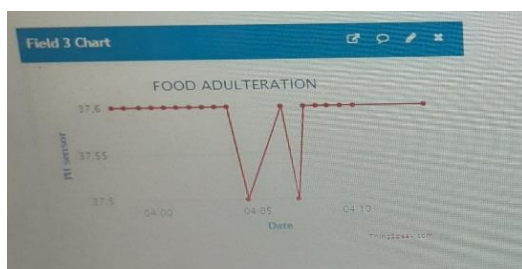 Field 3 Chart
FOOD ADULTERATION
37.6
37.55
37.5
PH sensor
04:00
04:05
04:10
Date
ThingSpeak.com